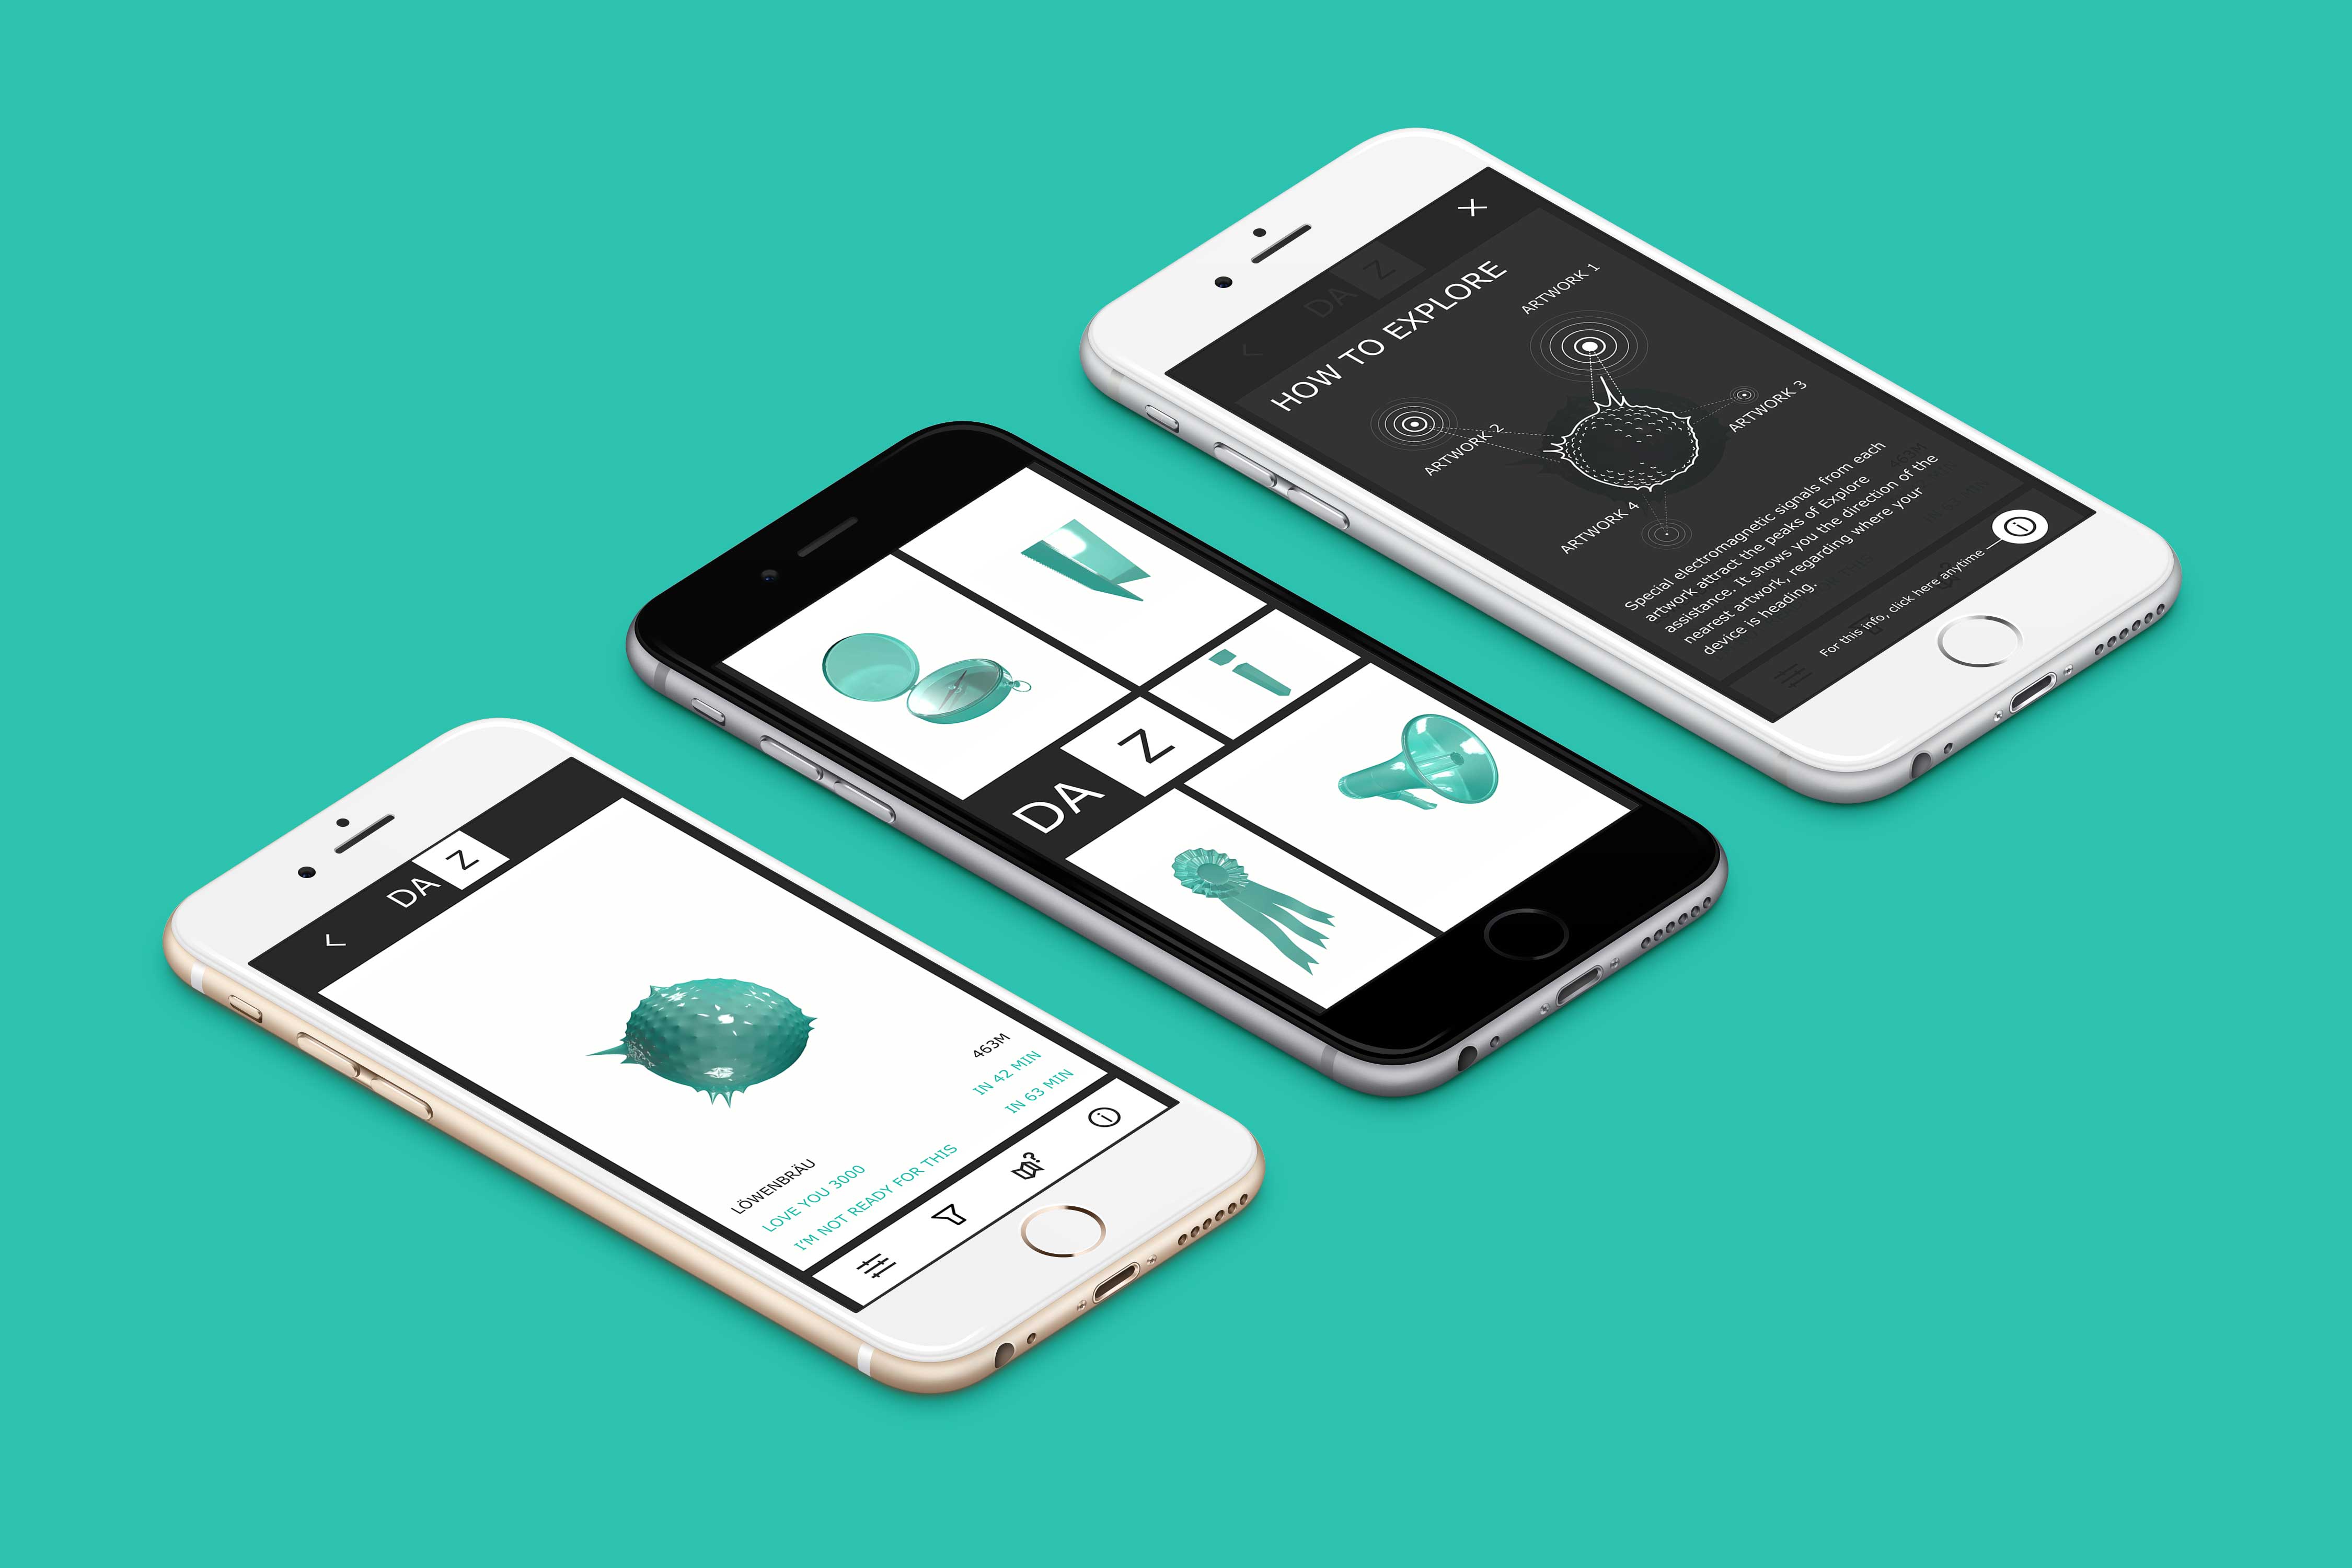 DA Z
LÖWENBRÄU 463M
LOVE YOU 3000 IN 42 MIN
I'M NOT READY FOR THIS IN 63 MIN
i
DA Z
DA Z
HOW TO EXPLORE
ARTWORK 1
ARTWORK 2
ARTWORK 3
ARTWORK 4
Special electromagnetic signals from each
artwork attract the peaks of Explore
assistance. It shows you the direction of the
nearest artwork, regarding where your
device is heading.
For this info, click here anytime
i